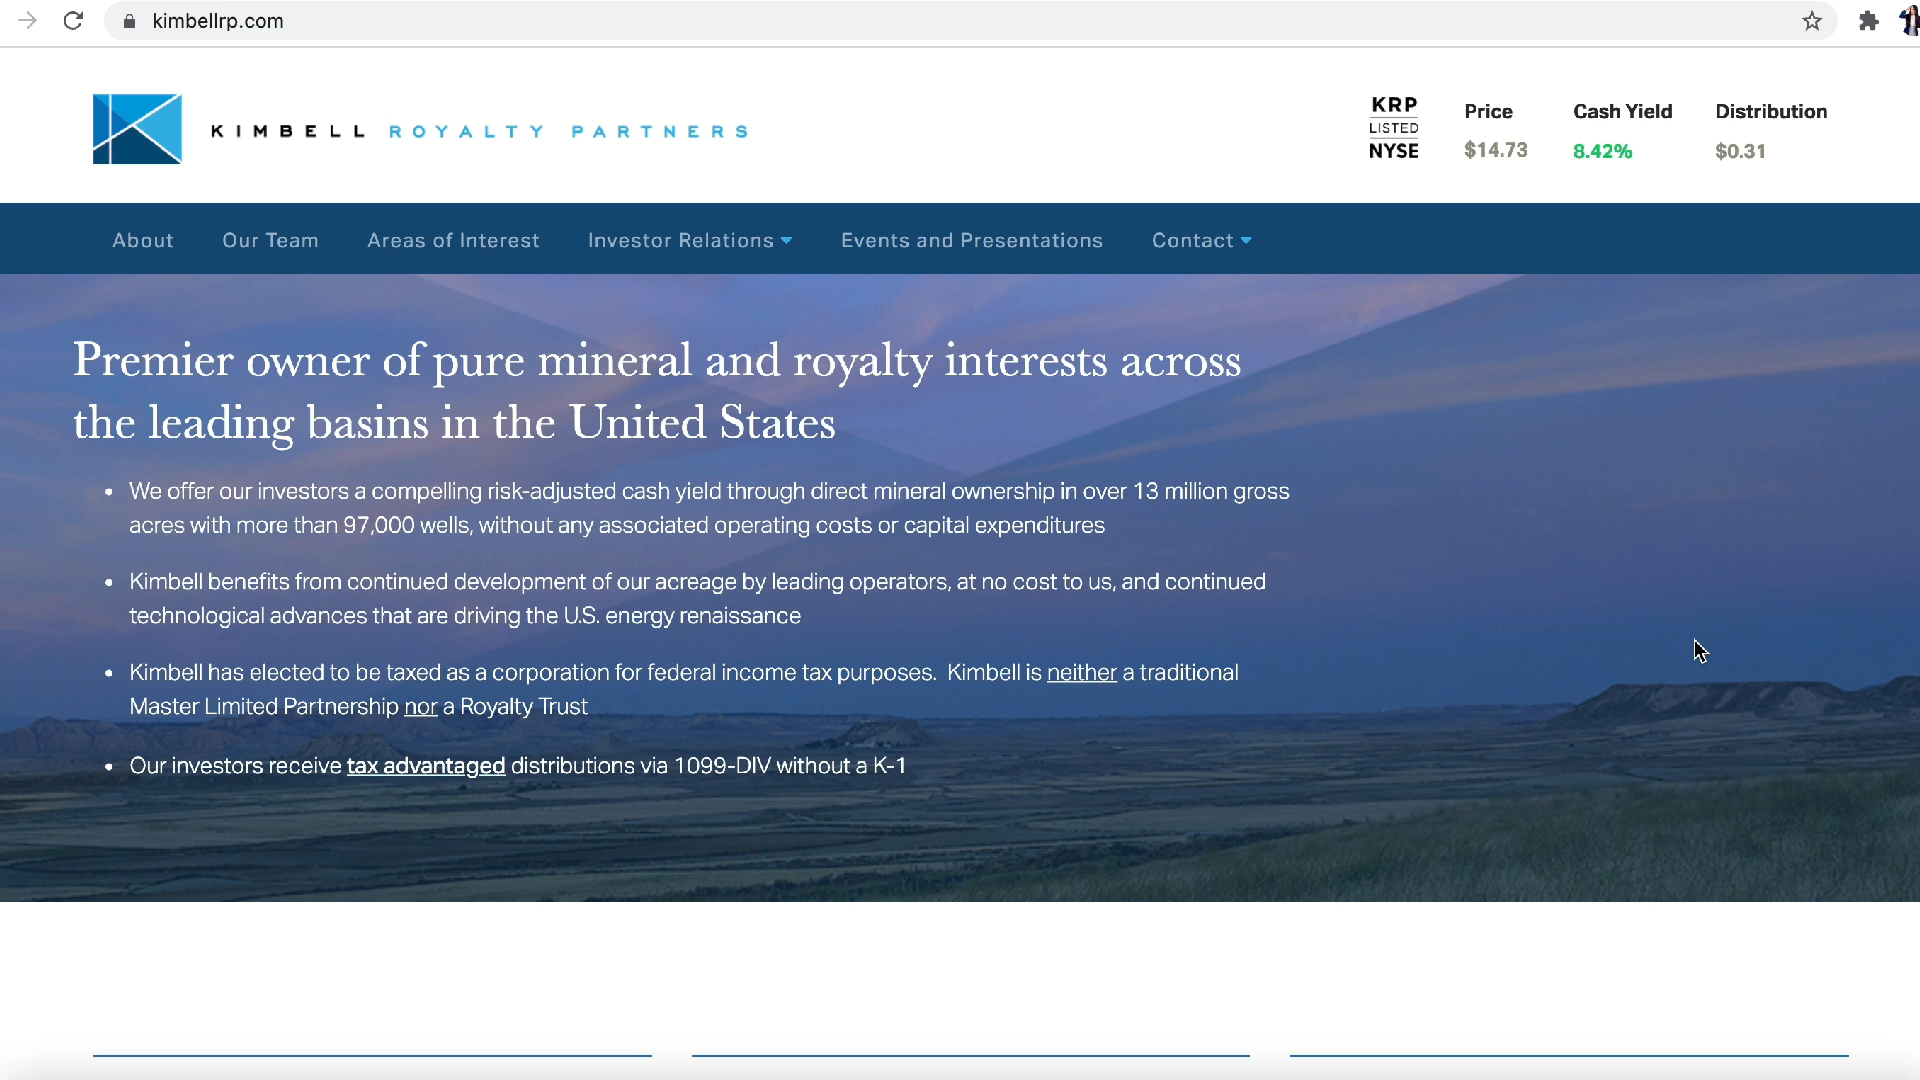 kimbellrp.com
KIMBELL ROYALTY PARTNERS
KRP
LISTED
NYSE
Price
$14.73
Cash Yield
8.42%
Distribution
$0.31
About Our Team Areas of Interest Investor Relations Events and Presentations Contact
Premier owner of pure mineral and royalty interests across
the leading basins in the United States
• We offer our investors a compelling risk-adjusted cash yield through direct mineral ownership in over 13 million gross
acres with more than 97,000 wells, without any associated operating costs or capital expenditures
• Kimbell benefits from continued development of our acreage by leading operators, at no cost to us, and continued
technological advances that are driving the U.S. energy renaissance
• Kimbell has elected to be taxed as a corporation for federal income tax purposes. Kimbell is neither a traditional
Master Limited Partnership nor a Royalty Trust
• Our investors receive tax advantaged distributions via 1099-DIV without a K-1